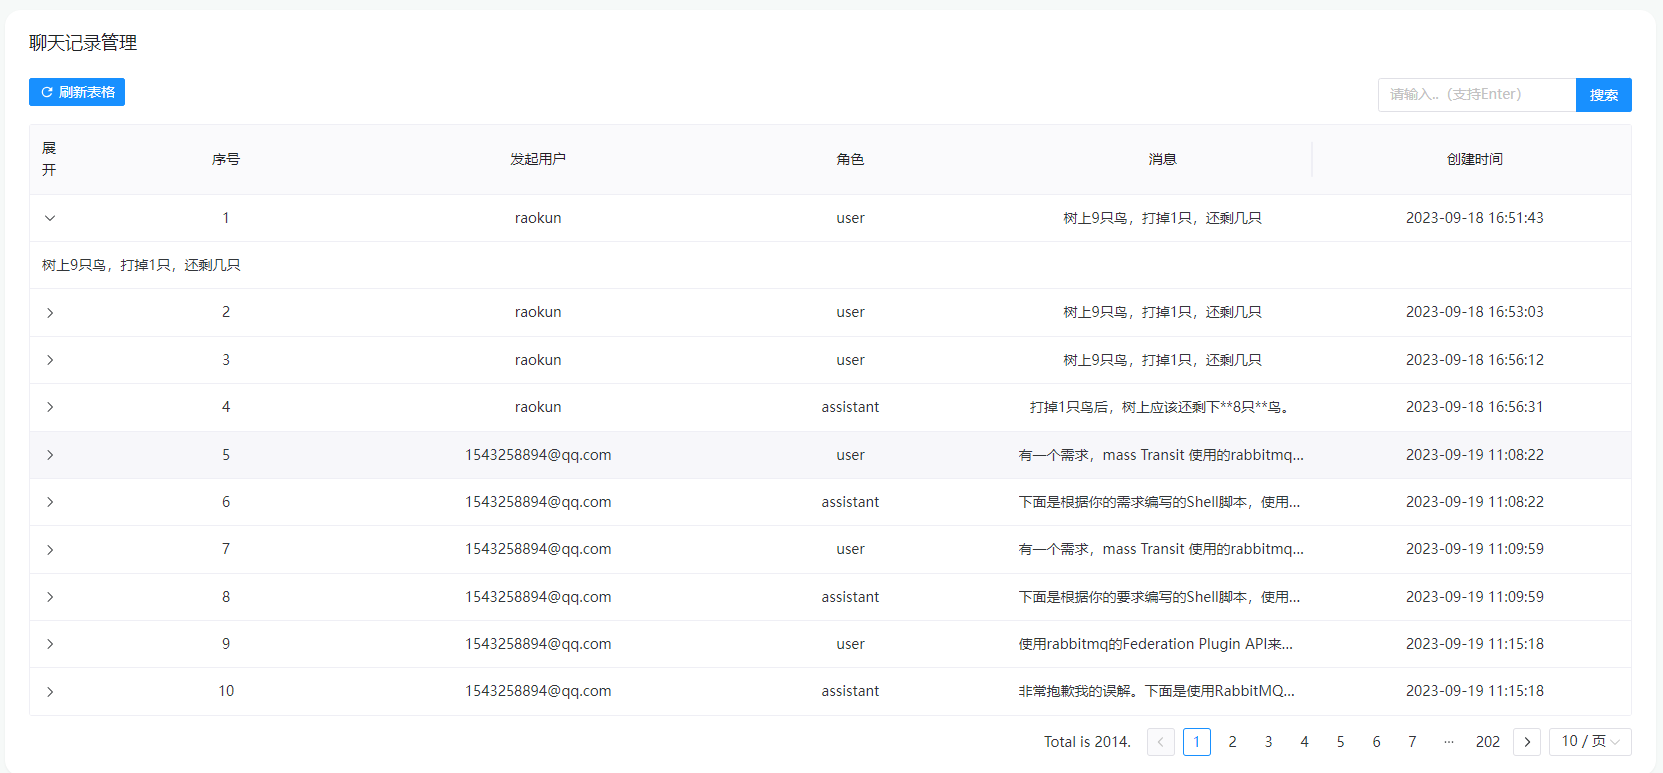 聊天记录管理
刷新表格
请输入..（支持Enter） 搜索
展开 序号 发起用户 角色 消息 创建时间
1 raokun user 树上9只鸟，打掉1只，还剩几只 2023-09-18 16:51:43
树上9只鸟，打掉1只，还剩几只
2 raokun user 树上9只鸟，打掉1只，还剩几只 2023-09-18 16:53:03
3 raokun user 树上9只鸟，打掉1只，还剩几只 2023-09-18 16:56:12
4 raokun assistant 打掉1只鸟后，树上应该还剩下**8只**鸟。 2023-09-18 16:56:31
5 1543258894@qq.com user 有一个需求，mass Transit 使用的rabbitmq... 2023-09-19 11:08:22
6 1543258894@qq.com assistant 下面是根据你的需求编写的Shell脚本，使用... 2023-09-19 11:08:22
7 1543258894@qq.com user 有一个需求，mass Transit 使用的rabbitmq... 2023-09-19 11:09:59
8 1543258894@qq.com assistant 下面是根据你的要求编写的Shell脚本，使用... 2023-09-19 11:09:59
9 1543258894@qq.com user 使用rabbitmq的Federation Plugin API来... 2023-09-19 11:15:18
10 1543258894@qq.com assistant 非常抱歉我的误解。下面是使用RabbitMQ... 2023-09-19 11:15:18
Total is 2014. 1 2 3 4 5 6 7 ··· 202 10 / 页